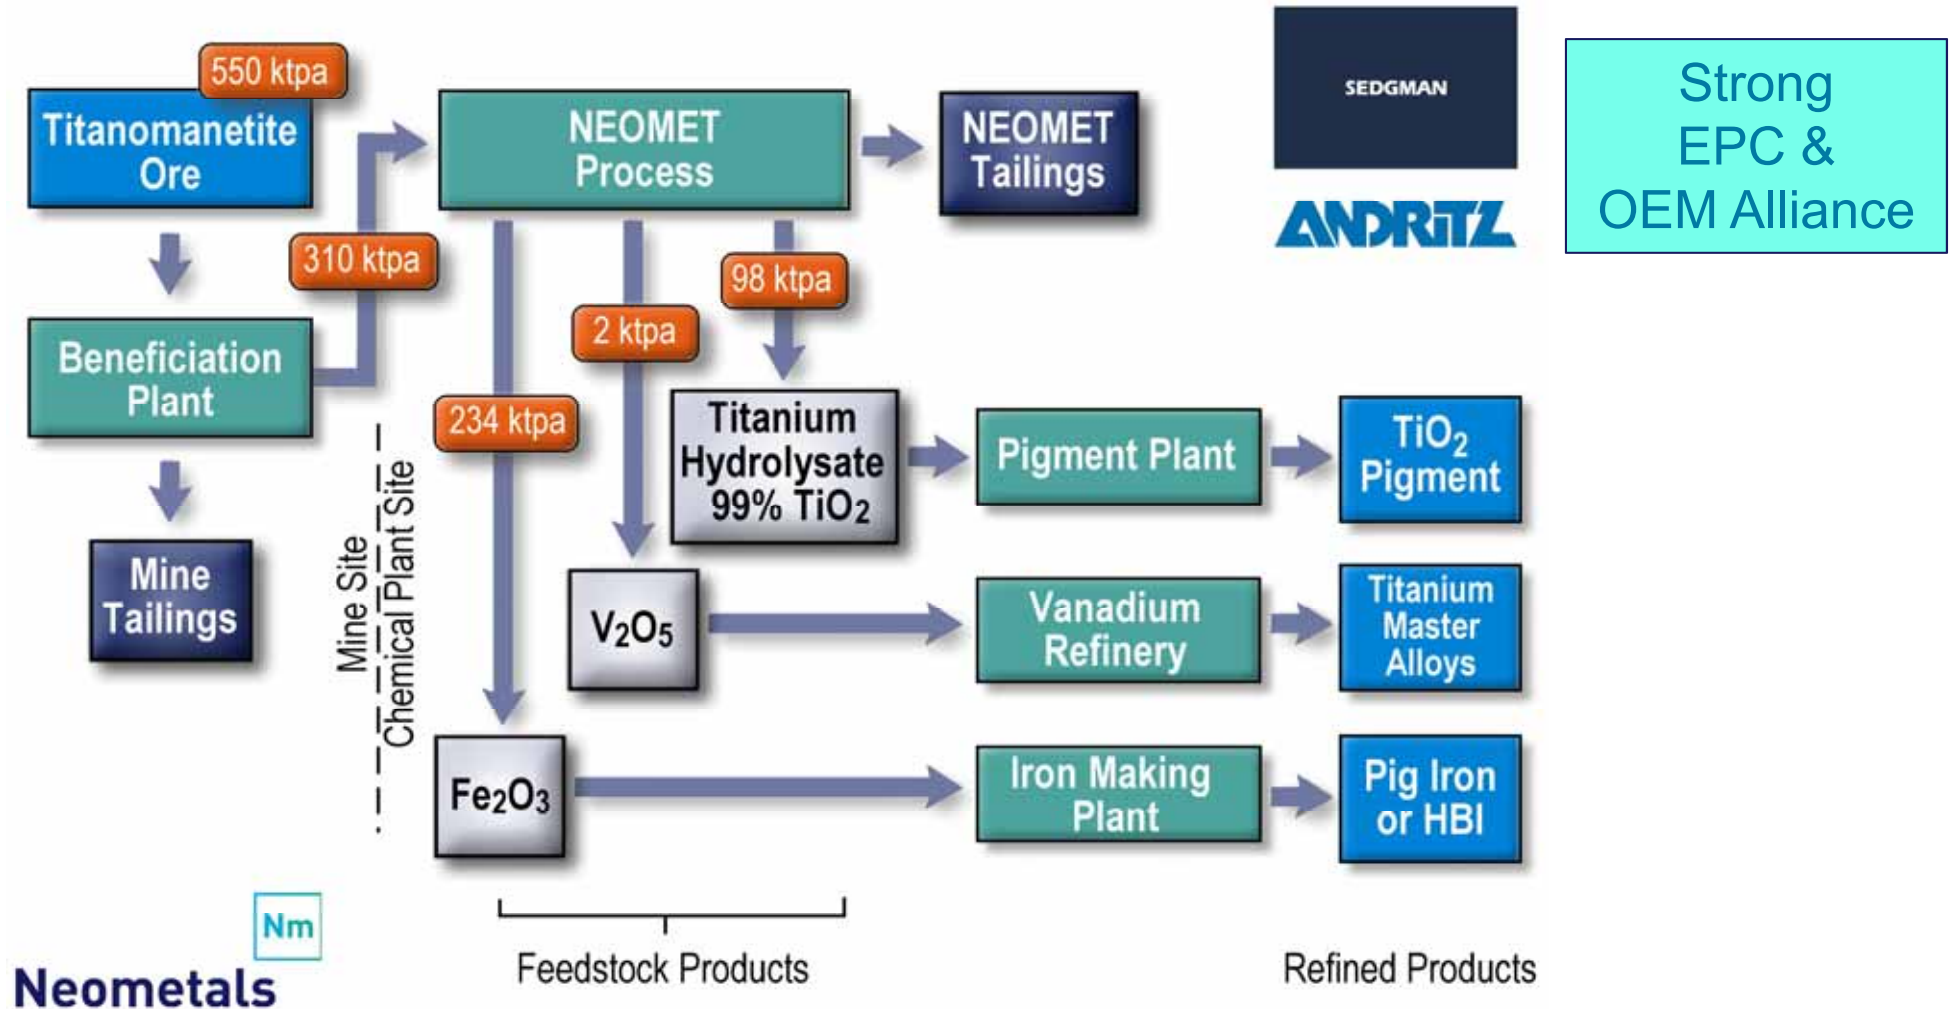 550 ktpa
Titanomanetite
Ore
310 ktpa
Beneficiation
Plant
Mine
Tailings
Mine Site
Chemical Plant Site
NEOMET
Process
NEOMET
Tailings
234 ktpa
2 ktpa
98 ktpa
Titanium
Hydrolysate
99% TiO2
V2O5
Fe2O3
Pigment Plant
TiO2
Pigment
Vanadium
Refinery
Titanium
Master
Alloys
Iron Making
Plant
Pig Iron
or HBI
Feedstock Products
Refined Products
SEDGMAN
ANDRITZ
Strong
EPC &
OEM Alliance
Nm
Neometals